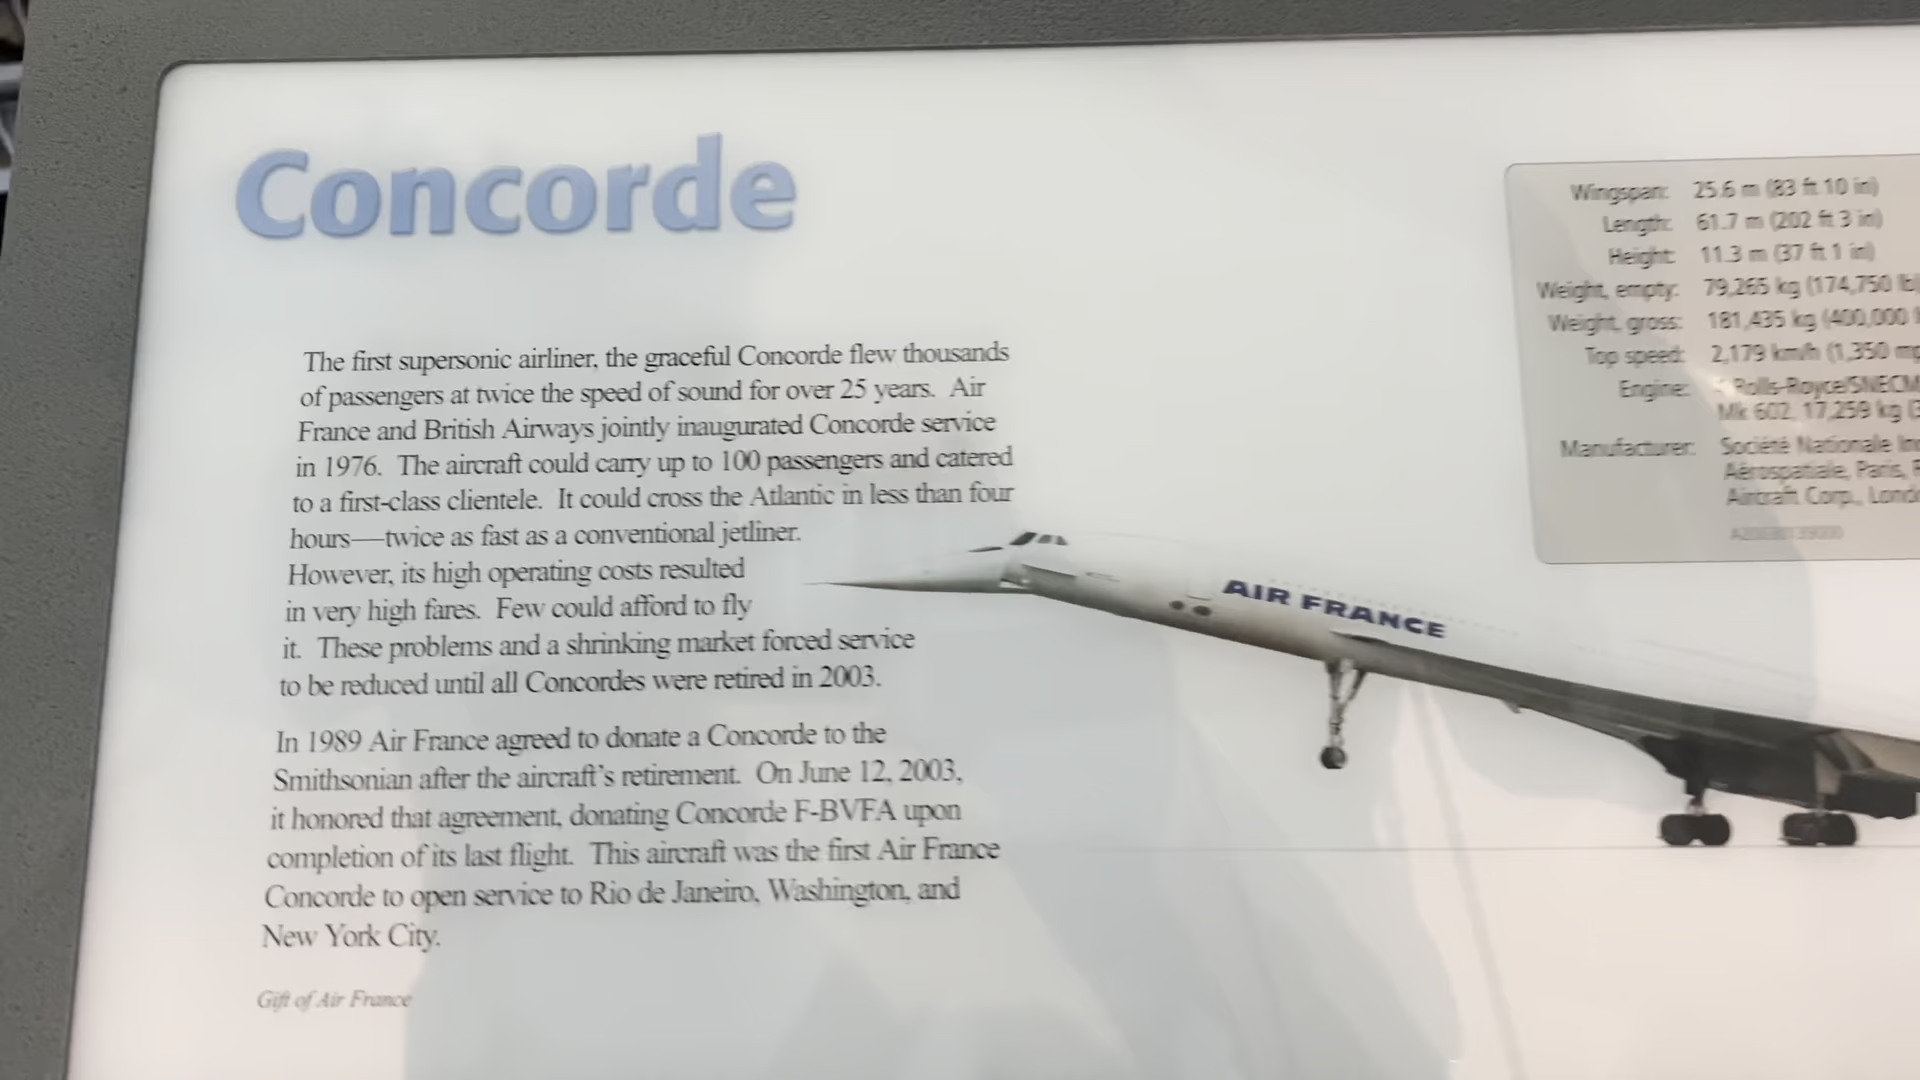 Concorde
The first supersonic airliner, the graceful Concorde flew thousands
of passengers at twice the speed of sound for over 25 years. Air
France and British Airways jointly inaugurated Concorde service
in 1976. The aircraft could carry up to 100 passengers and catered
to a first-class clientele. It could cross the Atlantic in less than four
hours—twice as fast as a conventional jetliner.
However, its high operating costs resulted
in very high fares. Few could afford to fly
it. These problems and a shrinking market forced service
to be reduced until all Concordes were retired in 2003.
In 1989 Air France agreed to donate a Concorde to the
Smithsonian after the aircraft's retirement. On June 12, 2003,
it honored that agreement, donating Concorde F-BVFA upon
completion of its last flight. This aircraft was the first Air France
Concorde to open service to Rio de Janeiro, Washington, and
New York City.
Gift of Air France
AIR FRANCE
Wingspan: 25.6 m (83 ft 10 in)
Length: 61.7 m (202 ft 3 in)
Height: 11.3 m (37 ft 1 in)
Weight, empty: 79,265 kg (174,750 lb
Weight, gross: 181,435 kg (400,000
Top speed: 2,179 km/h (1,350
Engine: Rolls-Royce/SNECM
Mk 602, 17,259 kg
Manufacturer: Société Nationale
Aérospatiale, Paris,
Aircraft Corp.,